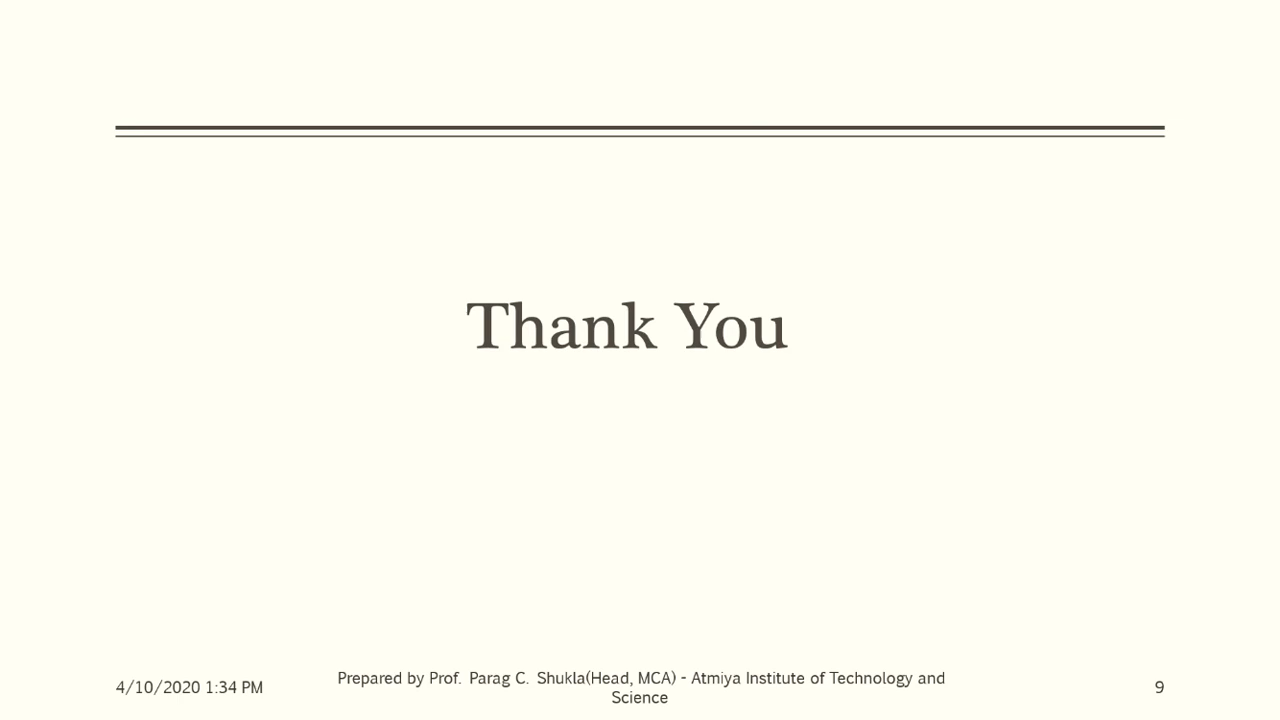 Thank You
4/10/2020 1:34 PM
Prepared by Prof. Parag C. Shukla(Head, MCA) - Atmiya Institute of Technology and
Science
9